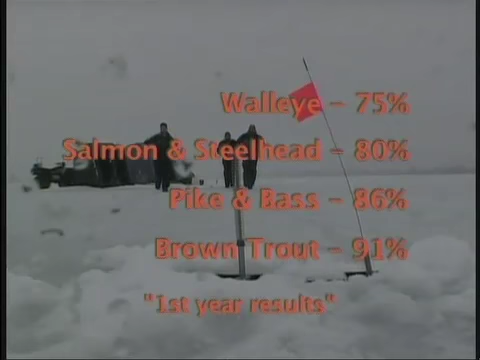 Walleye – 75%
Salmon & Steelhead – 80%
Pike & Bass – 86%
Brown Trout – 91%
"1st year results"